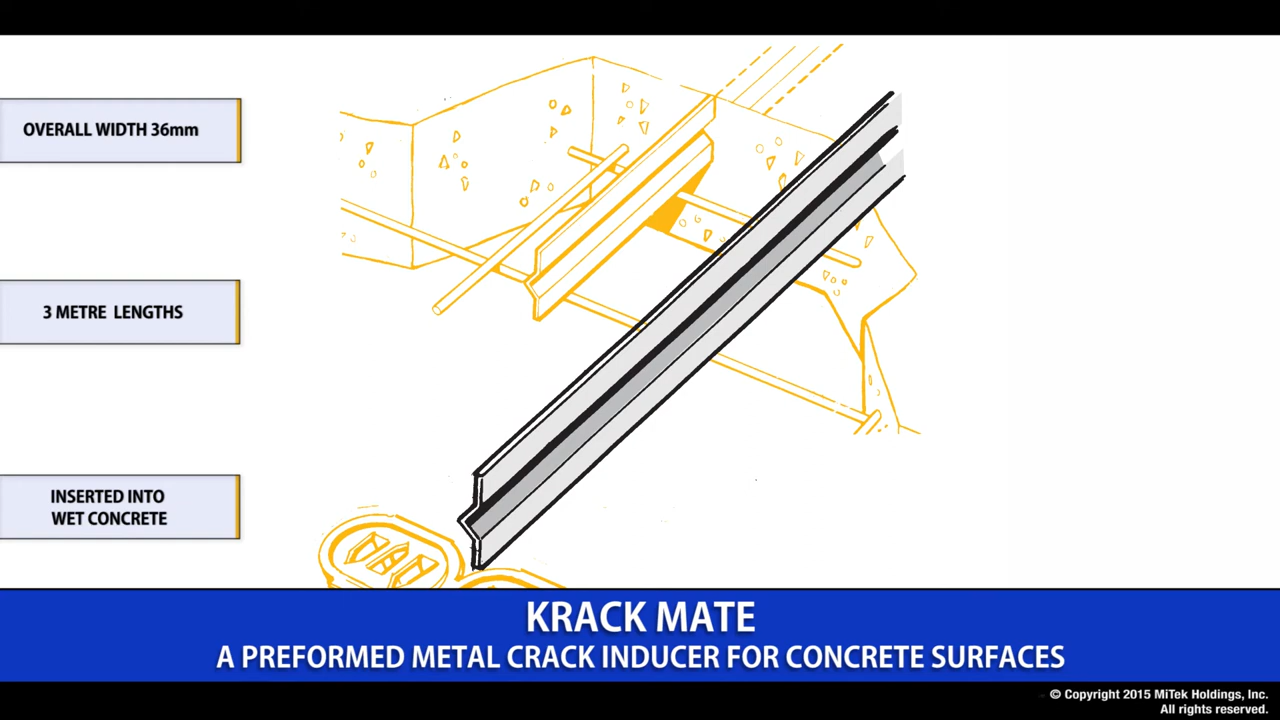 OVERALL WIDTH 36mm
3 METRE LENGTHS
INSERTED INTO
WET CONCRETE
KRACK MATE
A PREFORMED METAL CRACK INDUCER FOR CONCRETE SURFACES
© Copyright 2015 MiTek Holdings, Inc.
All rights reserved.